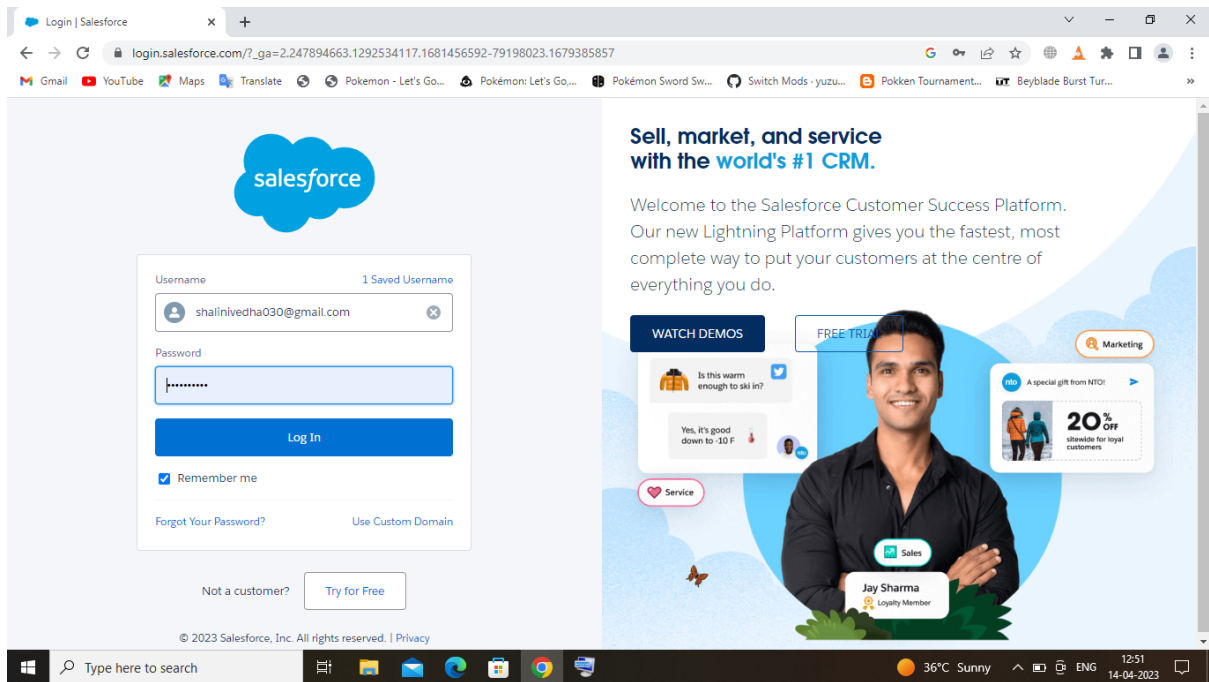 Login | Salesforce
login.salesforce.com/?_ga=2.247894663.1292534117.1681456592-79198023.1679385857
Gmail
YouTube
Maps
Translate
Pokemon - Let's Go...
Pokémon: Let's Go,...
Pokémon Sword Sw...
Switch Mods - yuzu...
Pokken Tournament...
Beyblade Burst Tur...
salesforce
Username
1 Saved Username
shalinivedha030@gmail.com
Password
Log In
Remember me
Forgot Your Password?
Use Custom Domain
Not a customer?
Try for Free
© 2023 Salesforce, Inc. All rights reserved. | Privacy
Sell, market, and service
with the world's #1 CRM.
Welcome to the Salesforce Customer Success Platform.
Our new Lightning Platform gives you the fastest, most
complete way to put your customers at the centre of
everything you do.
WATCH DEMOS
FREE TRIA
Marketing
Is this warm
enough to ski in?
Yes, it's good
down to -10 F
nto
Service
nto
A special gift from NTO!
20% OFF
sitewide for loyal
customers
Sales
Jay Sharma
Loyalty Member
Type here to search
36°C Sunny
ENG
12:51
14-04-2023